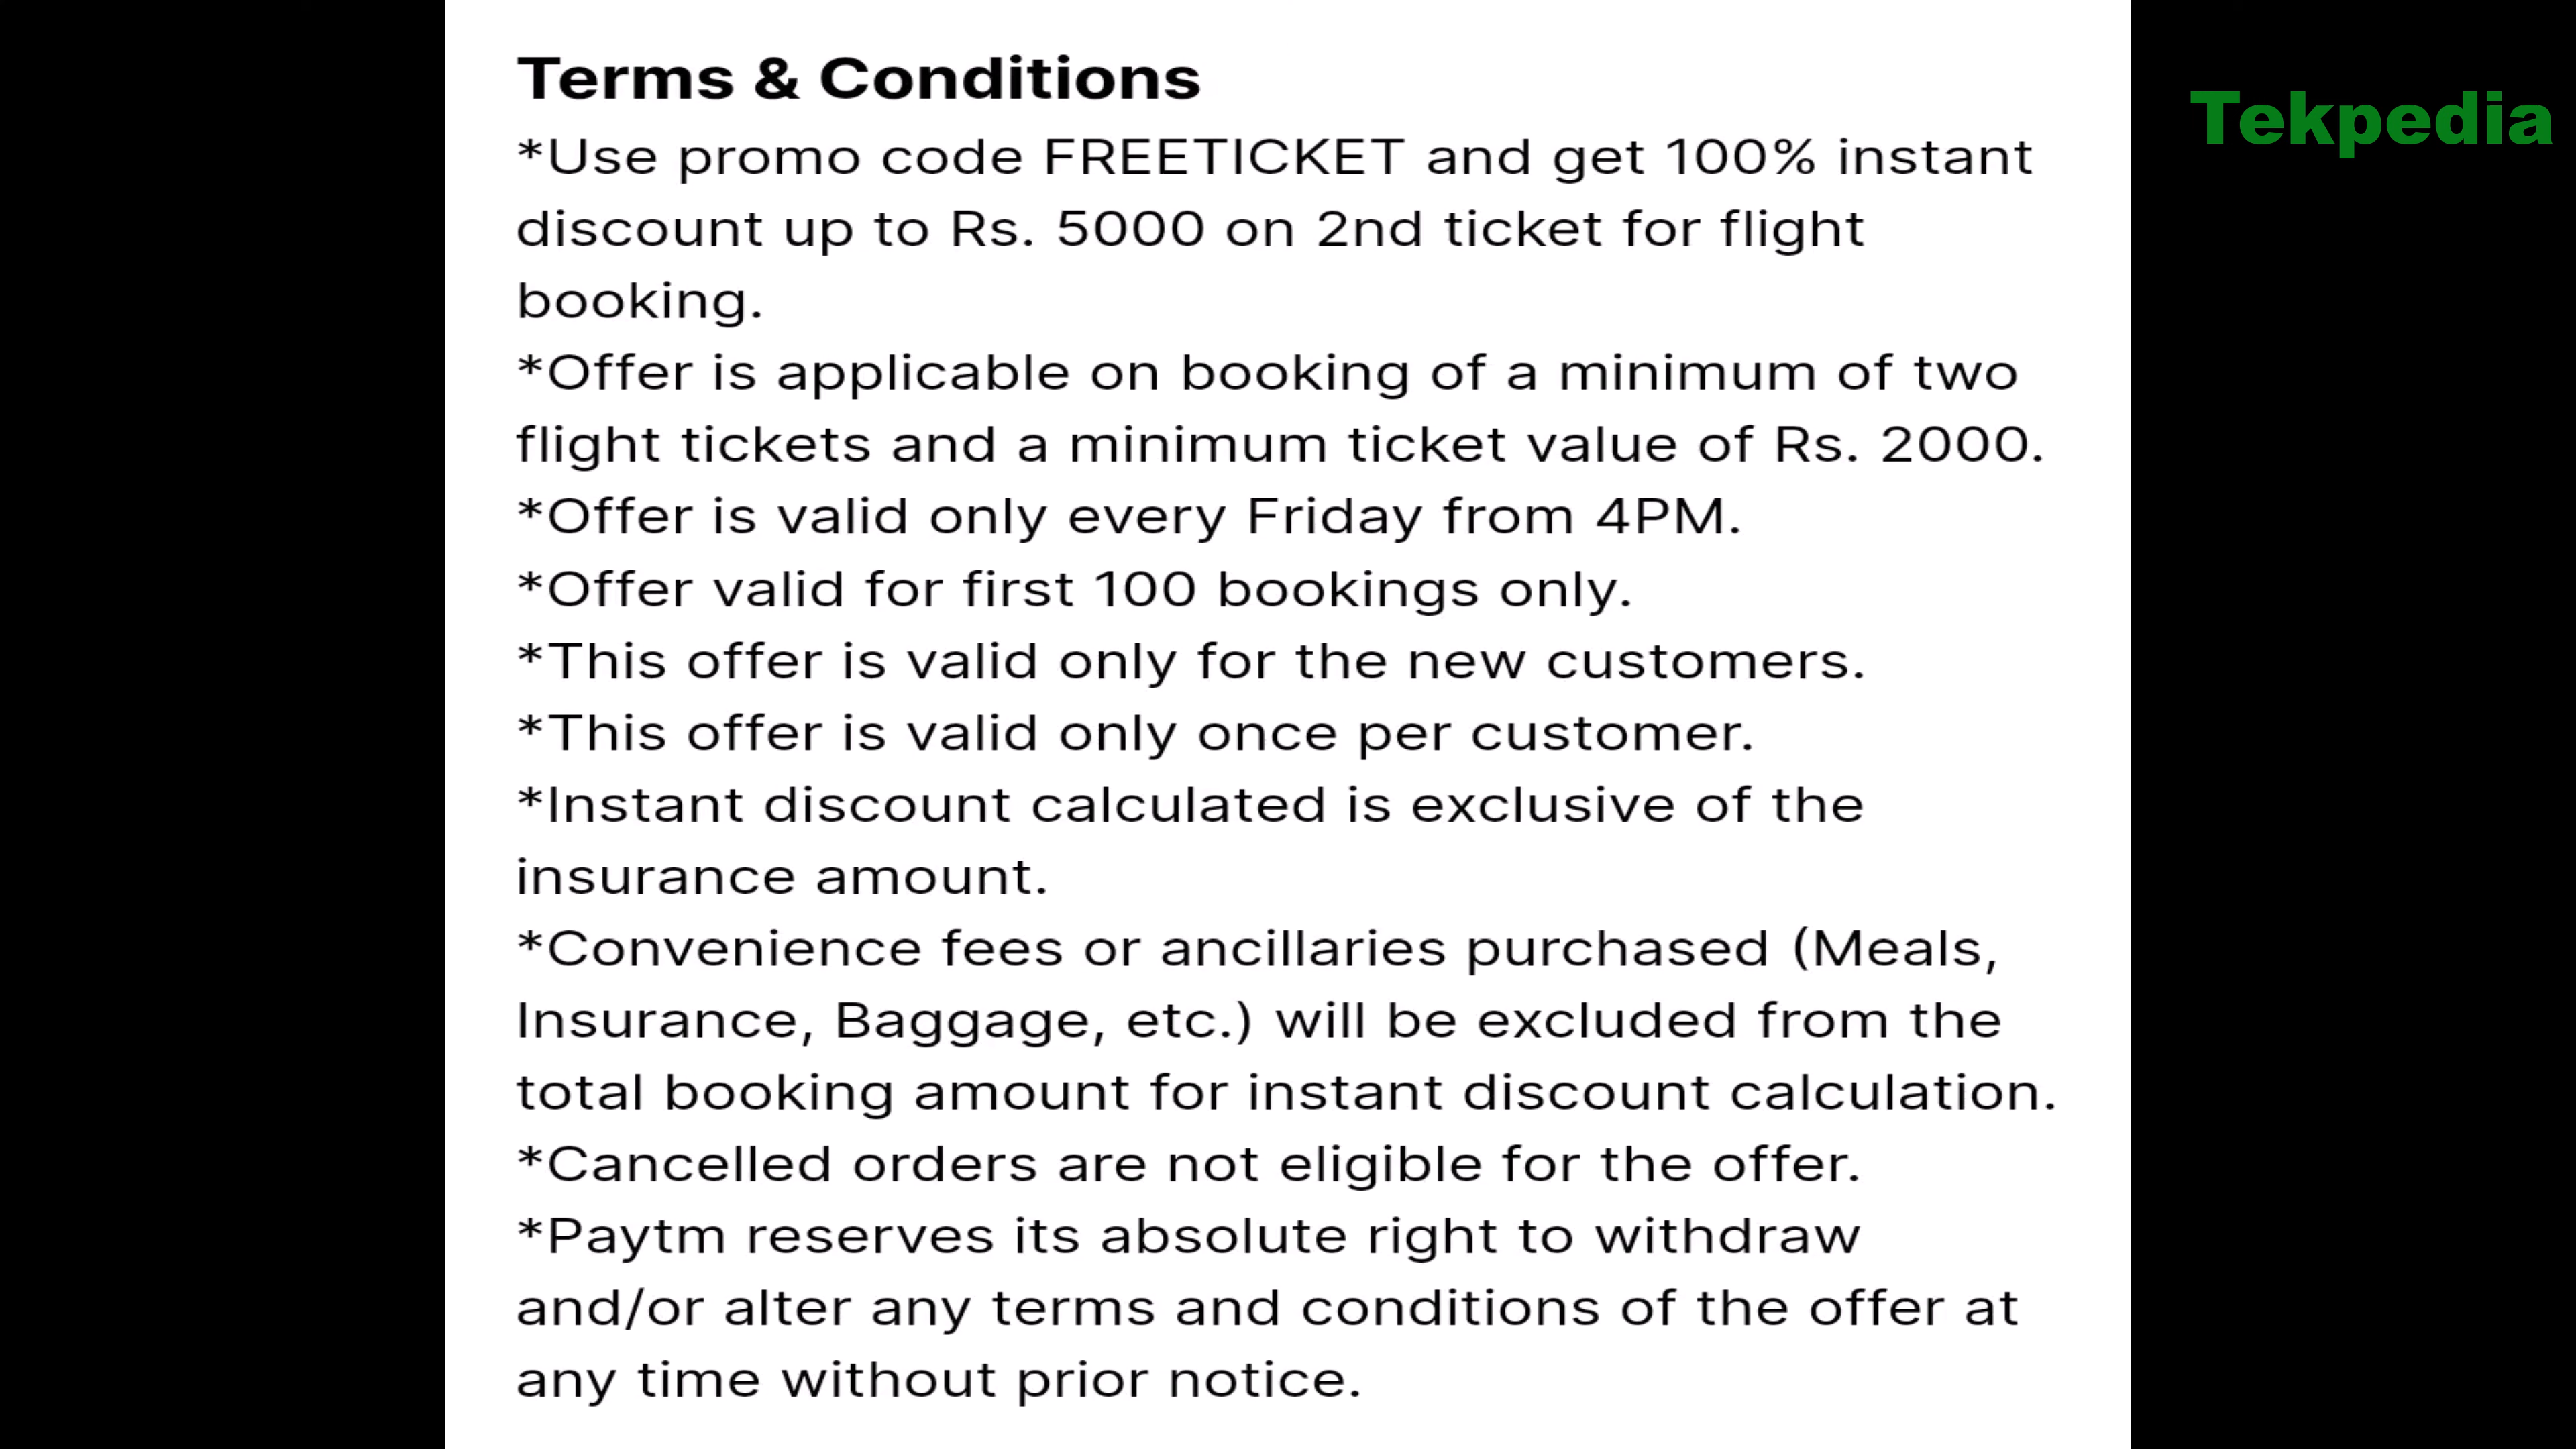 Terms & Conditions
Tekpedia
*Use promo code FREETICKET and get 100% instant
discount up to Rs. 5000 on 2nd ticket for flight
booking.
*Offer is applicable on booking of a minimum of two
flight tickets and a minimum ticket value of Rs. 2000.
*Offer is valid only every Friday from 4PM.
*Offer valid for first 100 bookings only.
*This offer is valid only for the new customers.
*This offer is valid only once per customer.
*Instant discount calculated is exclusive of the
insurance amount.
*Convenience fees or ancillaries purchased (Meals,
Insurance, Baggage, etc.) will be excluded from the
total booking amount for instant discount calculation.
*Cancelled orders are not eligible for the offer.
*Paytm reserves its absolute right to withdraw
and/or alter any terms and conditions of the offer at
any time without prior notice.